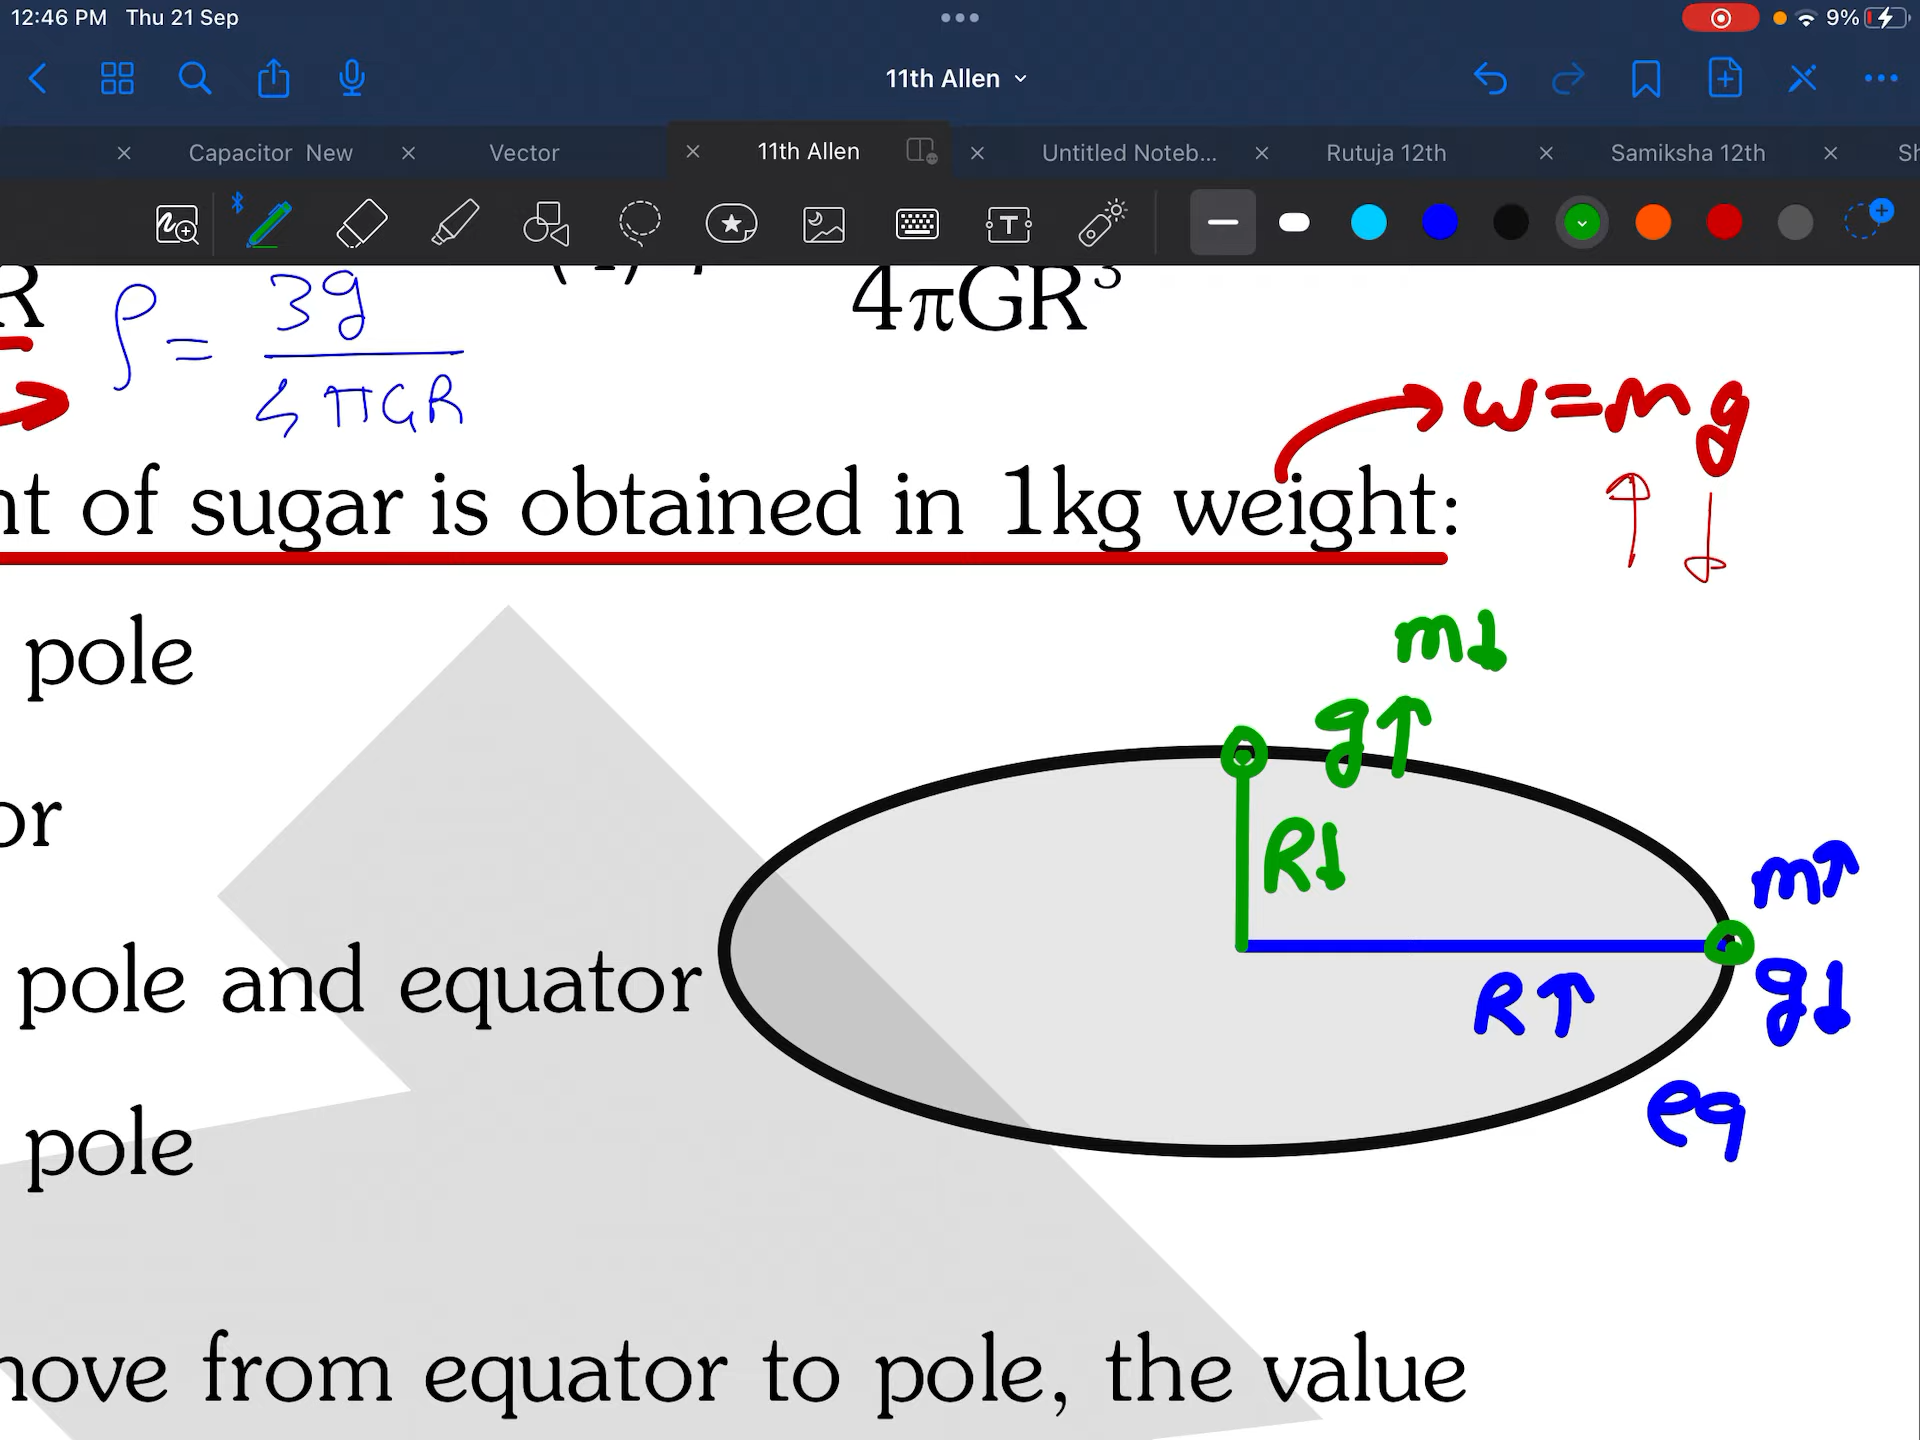 12:46 PM Thu 21 Sep
9%
11th Allen
Capacitor New
Vector
11th Allen
Untitled Noteb...
Rutuja 12th
Samiksha 12th
Sh
T
R
ρ = 3g / 4πGR
4πGR³
w=mg
↑ ↓
nt of sugar is obtained in 1kg weight:
pole
m↓
g↑
or
R↓
m↑
pole and equator
R↑
g↓
eq
pole
move from equator to pole, the value